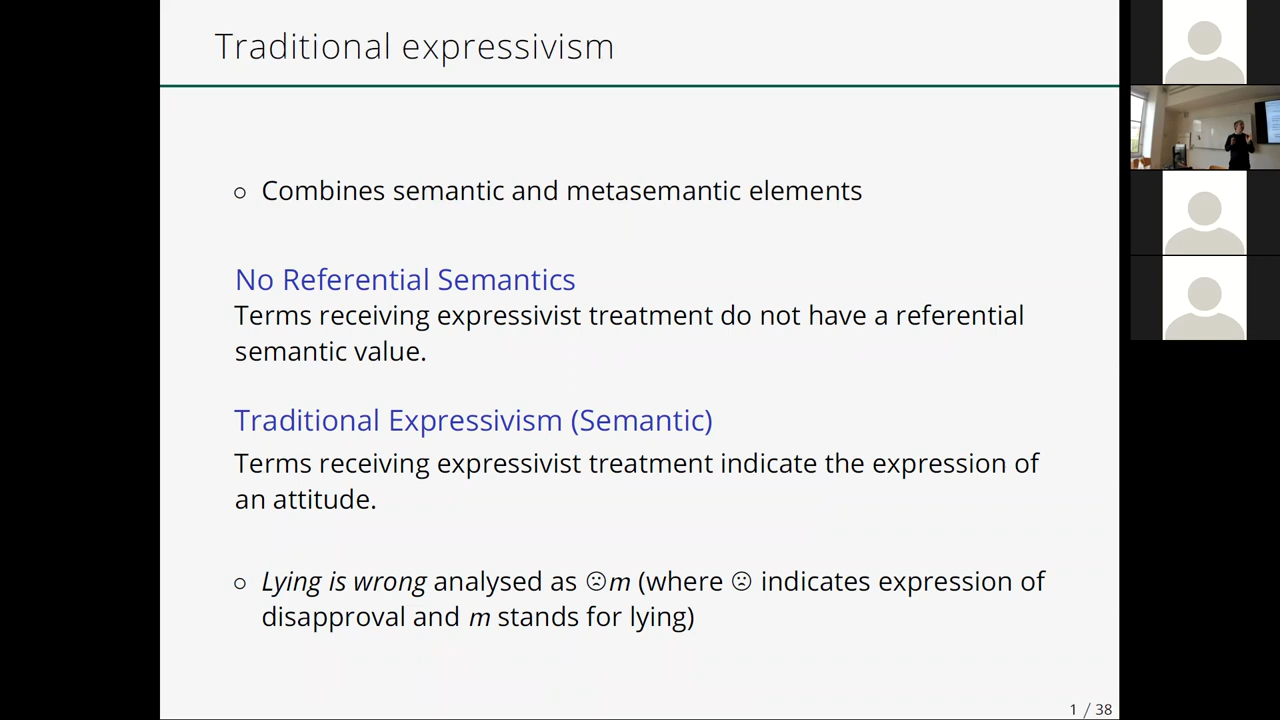 Traditional expressivism
○ Combines semantic and metasemantic elements
No Referential Semantics
Terms receiving expressivist treatment do not have a referential
semantic value.
Traditional Expressivism (Semantic)
Terms receiving expressivist treatment indicate the expression of
an attitude.
○ Lying is wrong analysed as ☹m (where ☹ indicates expression of
disapproval and m stands for lying)
1 / 38